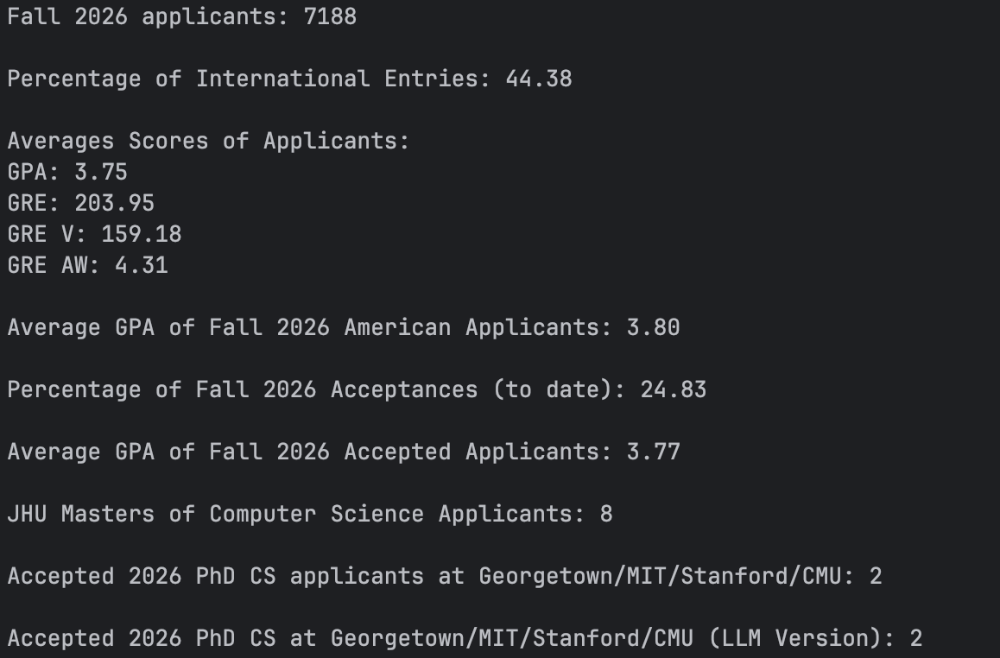 Fall 2026 applicants: 7188
Percentage of International Entries: 44.38
Averages Scores of Applicants:
GPA: 3.75
GRE: 203.95
GRE V: 159.18
GRE AW: 4.31
Average GPA of Fall 2026 American Applicants: 3.80
Percentage of Fall 2026 Acceptances (to date): 24.83
Average GPA of Fall 2026 Accepted Applicants: 3.77
JHU Masters of Computer Science Applicants: 8
Accepted 2026 PhD CS applicants at Georgetown/MIT/Stanford/CMU: 2
Accepted 2026 PhD CS at Georgetown/MIT/Stanford/CMU (LLM Version): 2